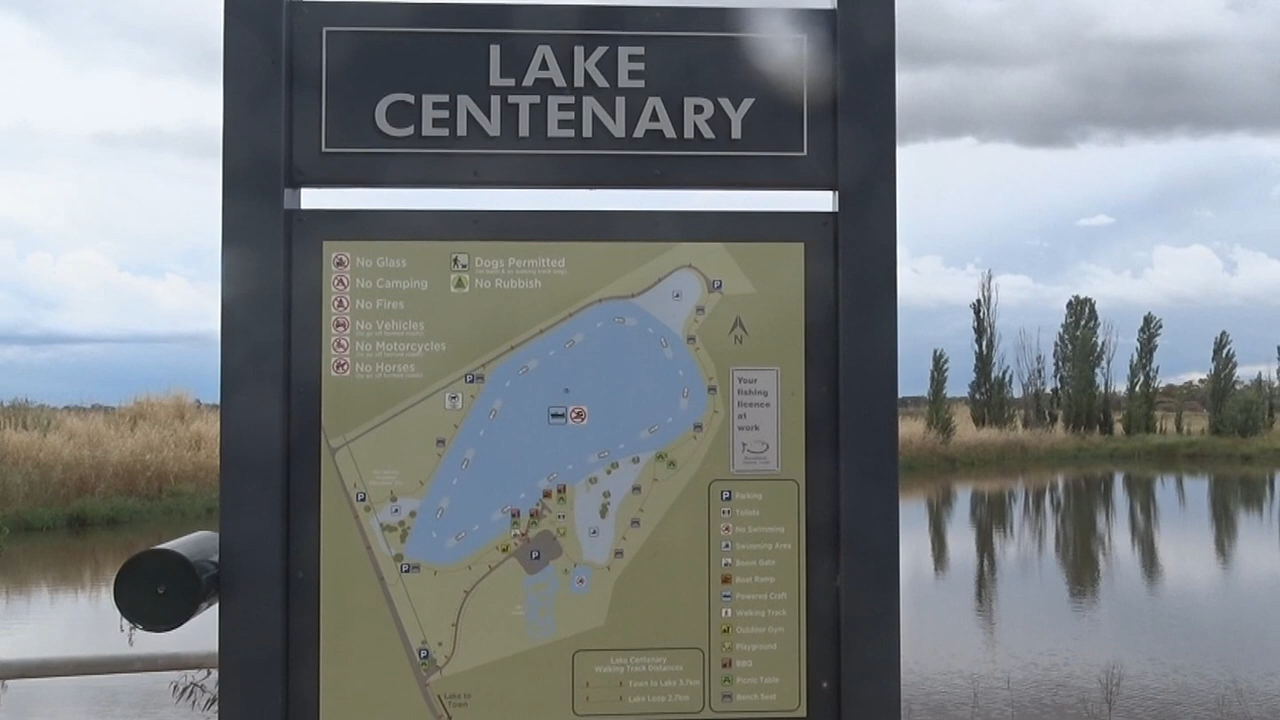 LAKE
CENTENARY
No Glass
No Camping
No Fires
No Vehicles
No Motorcycles
No Horses
Dogs Permitted
No Rubbish
P
N
P
P
P
P
P
Your
fishing
licence
at
work
P Parking
Toilets
No Swimming
Swimming Area
Boom Gate
Boat Ramp
Powered Craft
Walking Track
Outdoor Gym
Playground
BBQ
Picnic Table
Bench Seat
Lake Centenary
Walking Track Distances
Town to Lake 3.7km
Lake Loop 2.7km
Lake to
Town